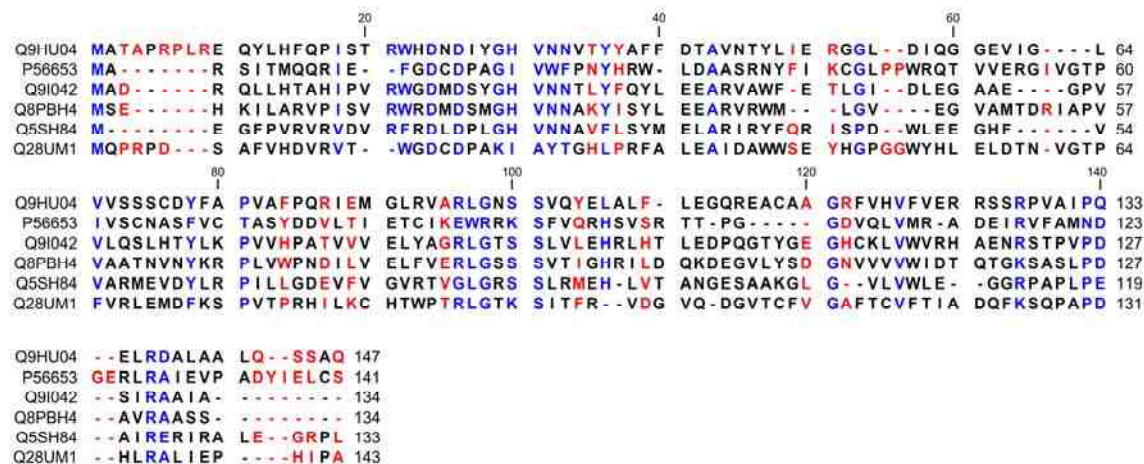 20 40 60
Q9HU04 MATAPRPLRE QYLHFQPIST RWHDNDIYGH VNNVTYYAFF DTAVNTYLIE RGGL--DIQG GEVIG----L 64
P56653 MA-------R SITMQQRIE- -FGDCDPAGI VWFPNYHRW- LDAASRNYFI KCGLPPWRQT VVERGIVGTP 60
Q9I042 MAD------R QLLHTAHIPV RWGDMDSYGH VNNTLYFQYL EEARVAWF-E TLGI-DLEGA AE---GPV 57
Q8PBH4 MSE------H KILARVPISV RWRDMDSMGH VNNAKYISYL EEARVRWM-- LGV---EG VAMTDRIAPV 57
Q5SH84 M-------- EGFPVRVRVDV RFRDLDPLGH VNNAVFLSYM ELARIRYFQR ISPD-WLEE GHF---V 54
Q28UM1 MQPRPD---S AFVHDVRVT- -WGDCDPAKI AYTGHLPRFA LEAIDAWWSE YHGPGGWYHL ELDTNV-GTP 64
80 100 120 140
Q9HU04 VVSSSCDYFA PVAFPQRIEM GLRVARLGNS SVQYELALF- LEGQREACAA GRFVHVFVER RSSRPVAIPQ 133
P56653 IVSCNASFVC TASYDDVLTI ETCIKEWRRK SFVQRHSVSR TT-PG----- GDVQLVMR-A DEIRVFAMND 123
Q9I042 VLQSLHTYLK PVVHPATVVV ELYAGRLGTS SLVLEHRLHT LEDPQGTYGE GHCKLVWVRH AENRSTPVPD 127
Q8PBH4 VAATNVNYKR PLVWPNDILV ELFVERLGSS SVTIGHRILD QKDEGVLYSD GNVVVVWIDT QTGKSASLPD 127
Q5SH84 VARMEVDYLR PILLGDEVFV GVRTVGLGRS SLRMEH-LVT ANGESAAKGL G--VLVWLE- -GGRPAPLPE 119
Q28UM1 FVRLEMDFKS PVTPRHILKC HTWPTRLGTK SITFR--VDG VQ-DGVTCFV GAFTCVFTIA DQFKSQPAPD 131
Q9HU04 --ELRDALAA LQ--SSAQ 147
P56653 GERLRAIEVP ADYIELCS 141
Q9I042 --SIRAAIA- -------- 134
Q8PBH4 --AVRAASS- -------- 134
Q5SH84 --AIRERIRA LE--GRPL 133
Q28UM1 --HLRALIEP ----HIPA 143